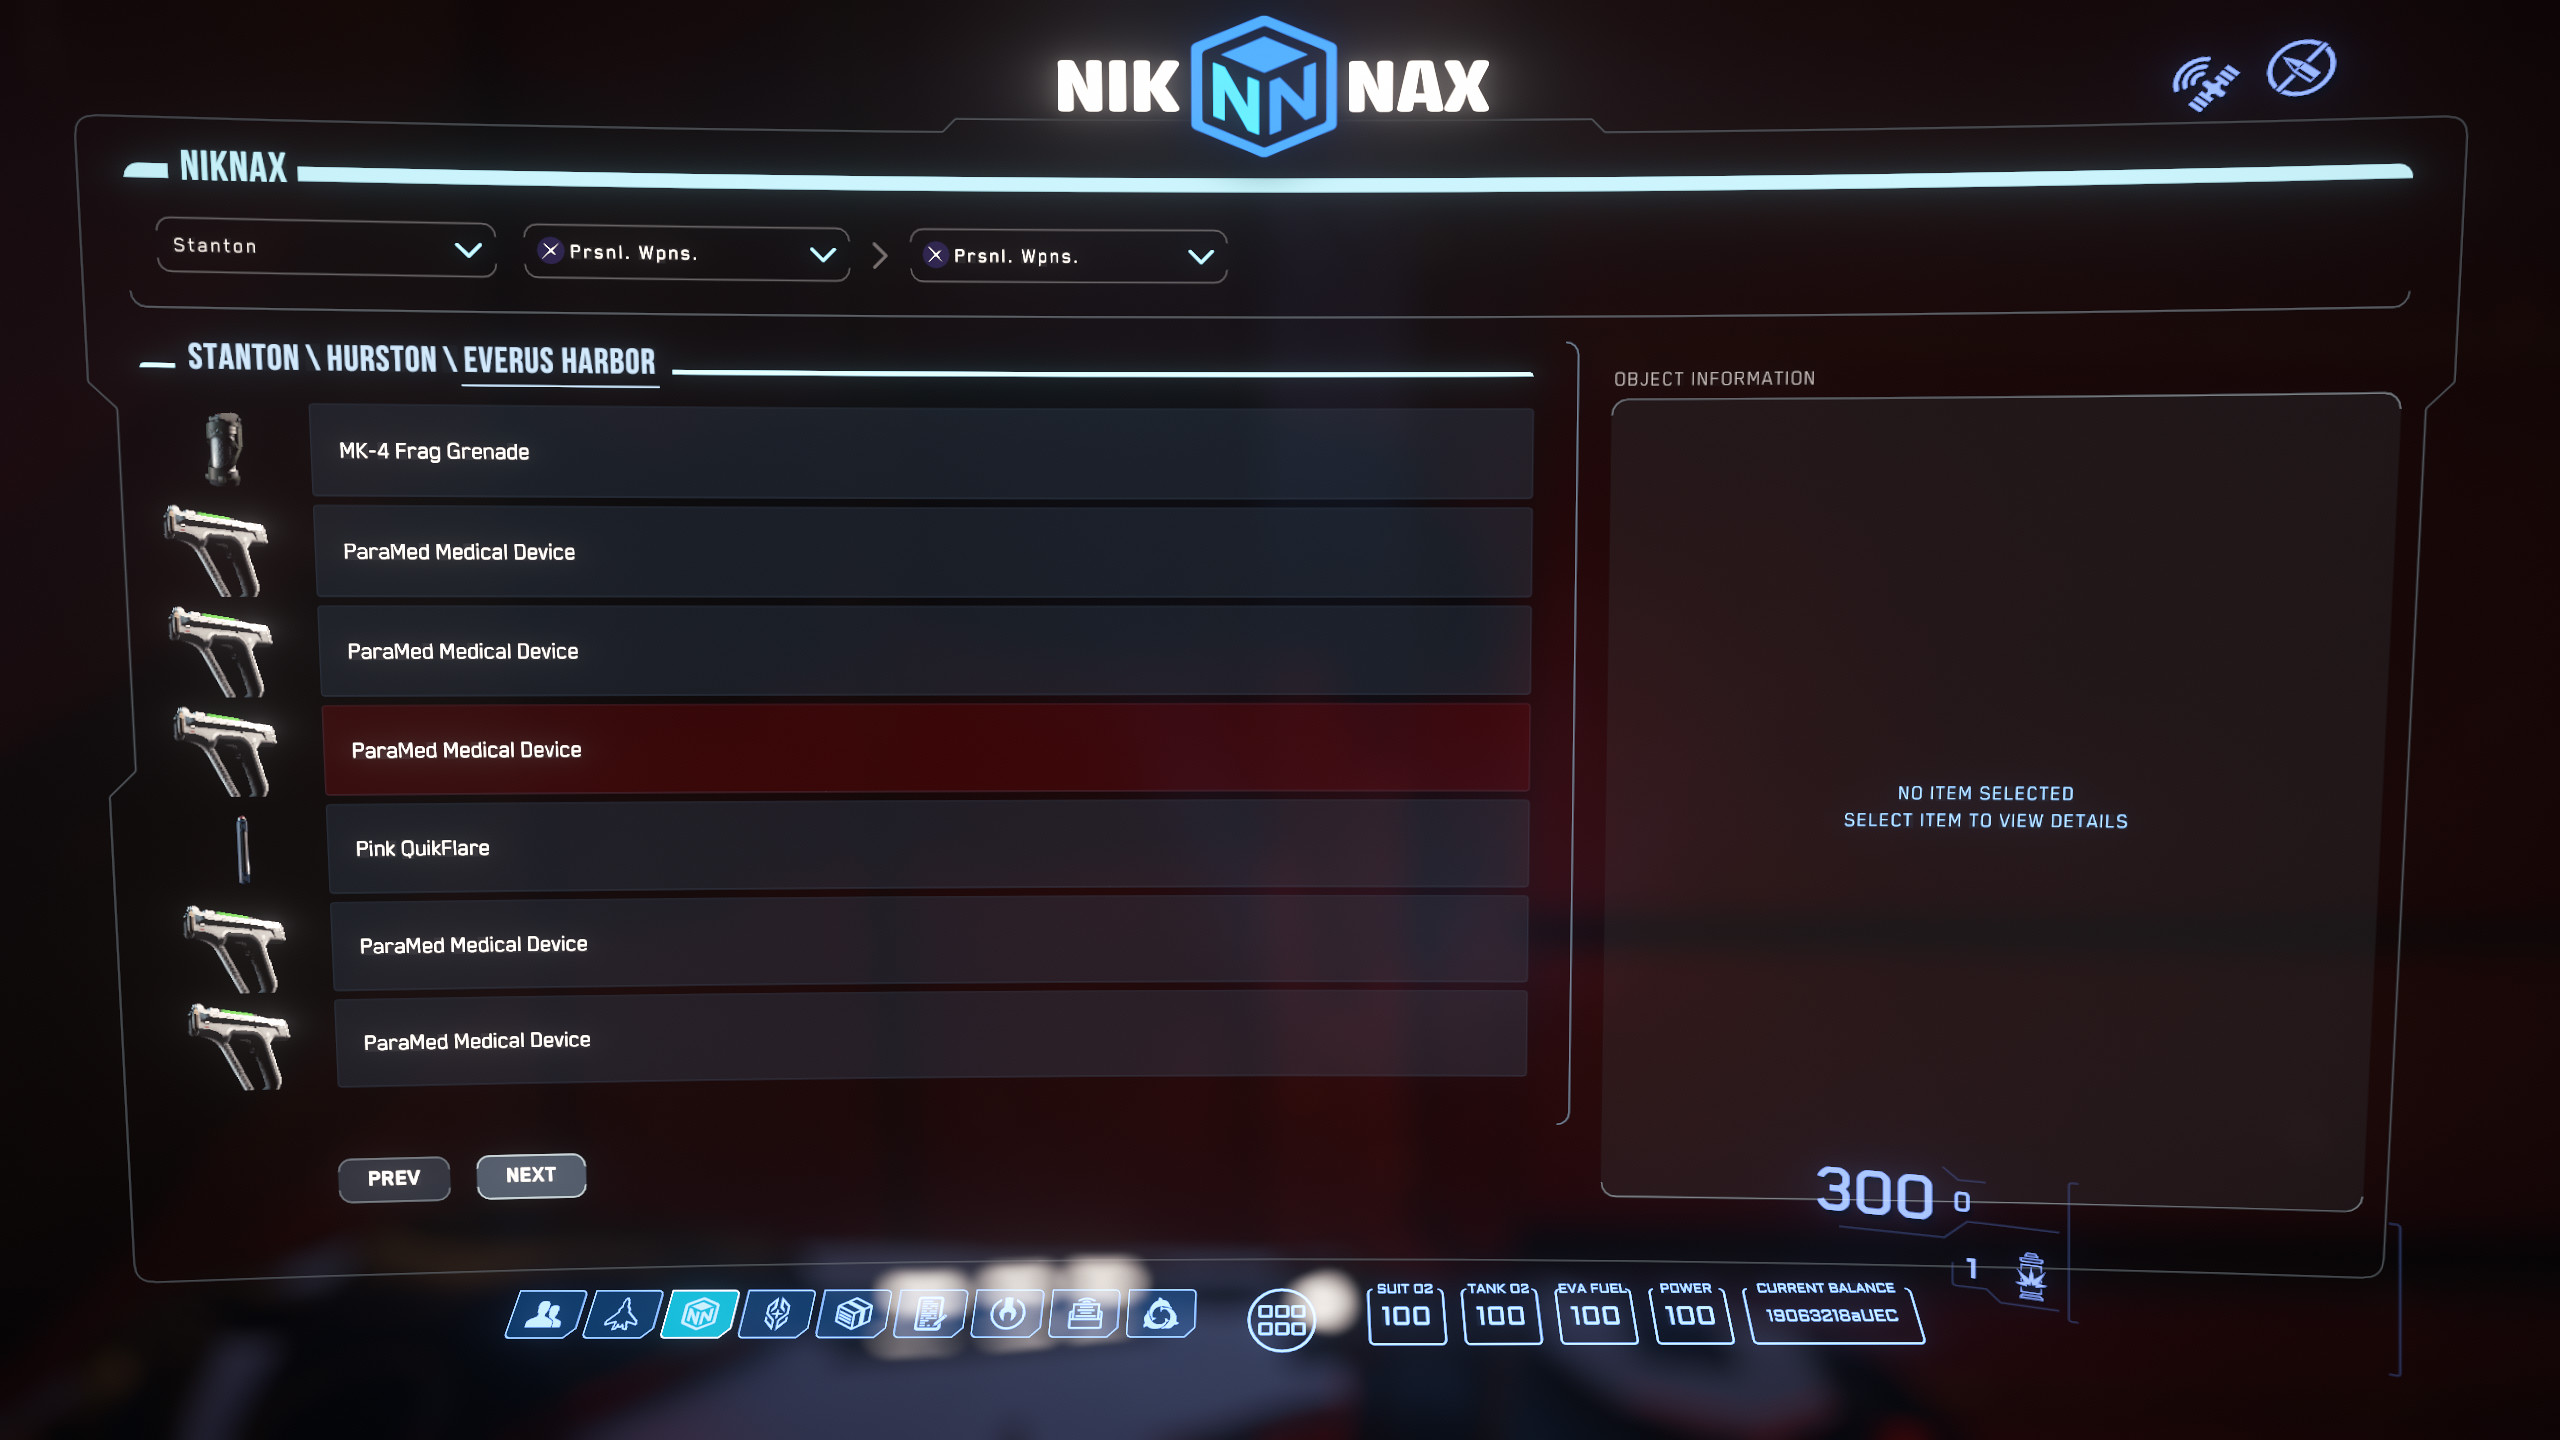 NIK NN NAX
NIKNAX
Stanton
Prsnl. Wpns.
Prsnl. Wpns.
STANTON \ HURSTON \ EVERUS HARBOR
OBJECT INFORMATION
MK-4 Frag Grenade
ParaMed Medical Device
ParaMed Medical Device
ParaMed Medical Device
Pink QuikFlare
ParaMed Medical Device
ParaMed Medical Device
NO ITEM SELECTED
SELECT ITEM TO VIEW DETAILS
PREV
NEXT
300 0
1
NN
SUIT O2
100
TANK O2
100
EVA FUEL
100
POWER
100
CURRENT BALANCE
19063218aUEC